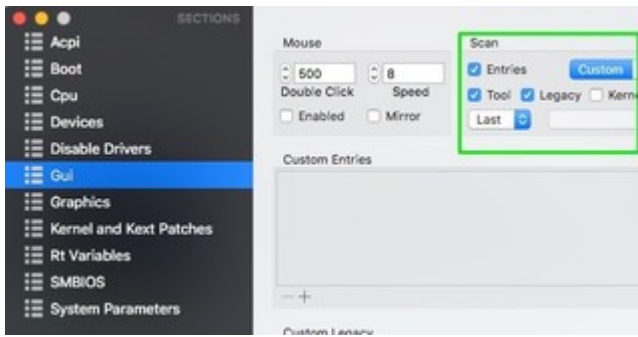 SECTIONS
Acpi
Boot
Cpu
Devices
Disable Drivers
Gui
Graphics
Kernel and Kext Patches
Rt Variables
SMBIOS
System Parameters
Mouse
500 8
Double Click Speed
Enabled Mirror
Scan
Entries Custom
Tool Legacy Kerne
Last
Custom Entries
Custom Legacy